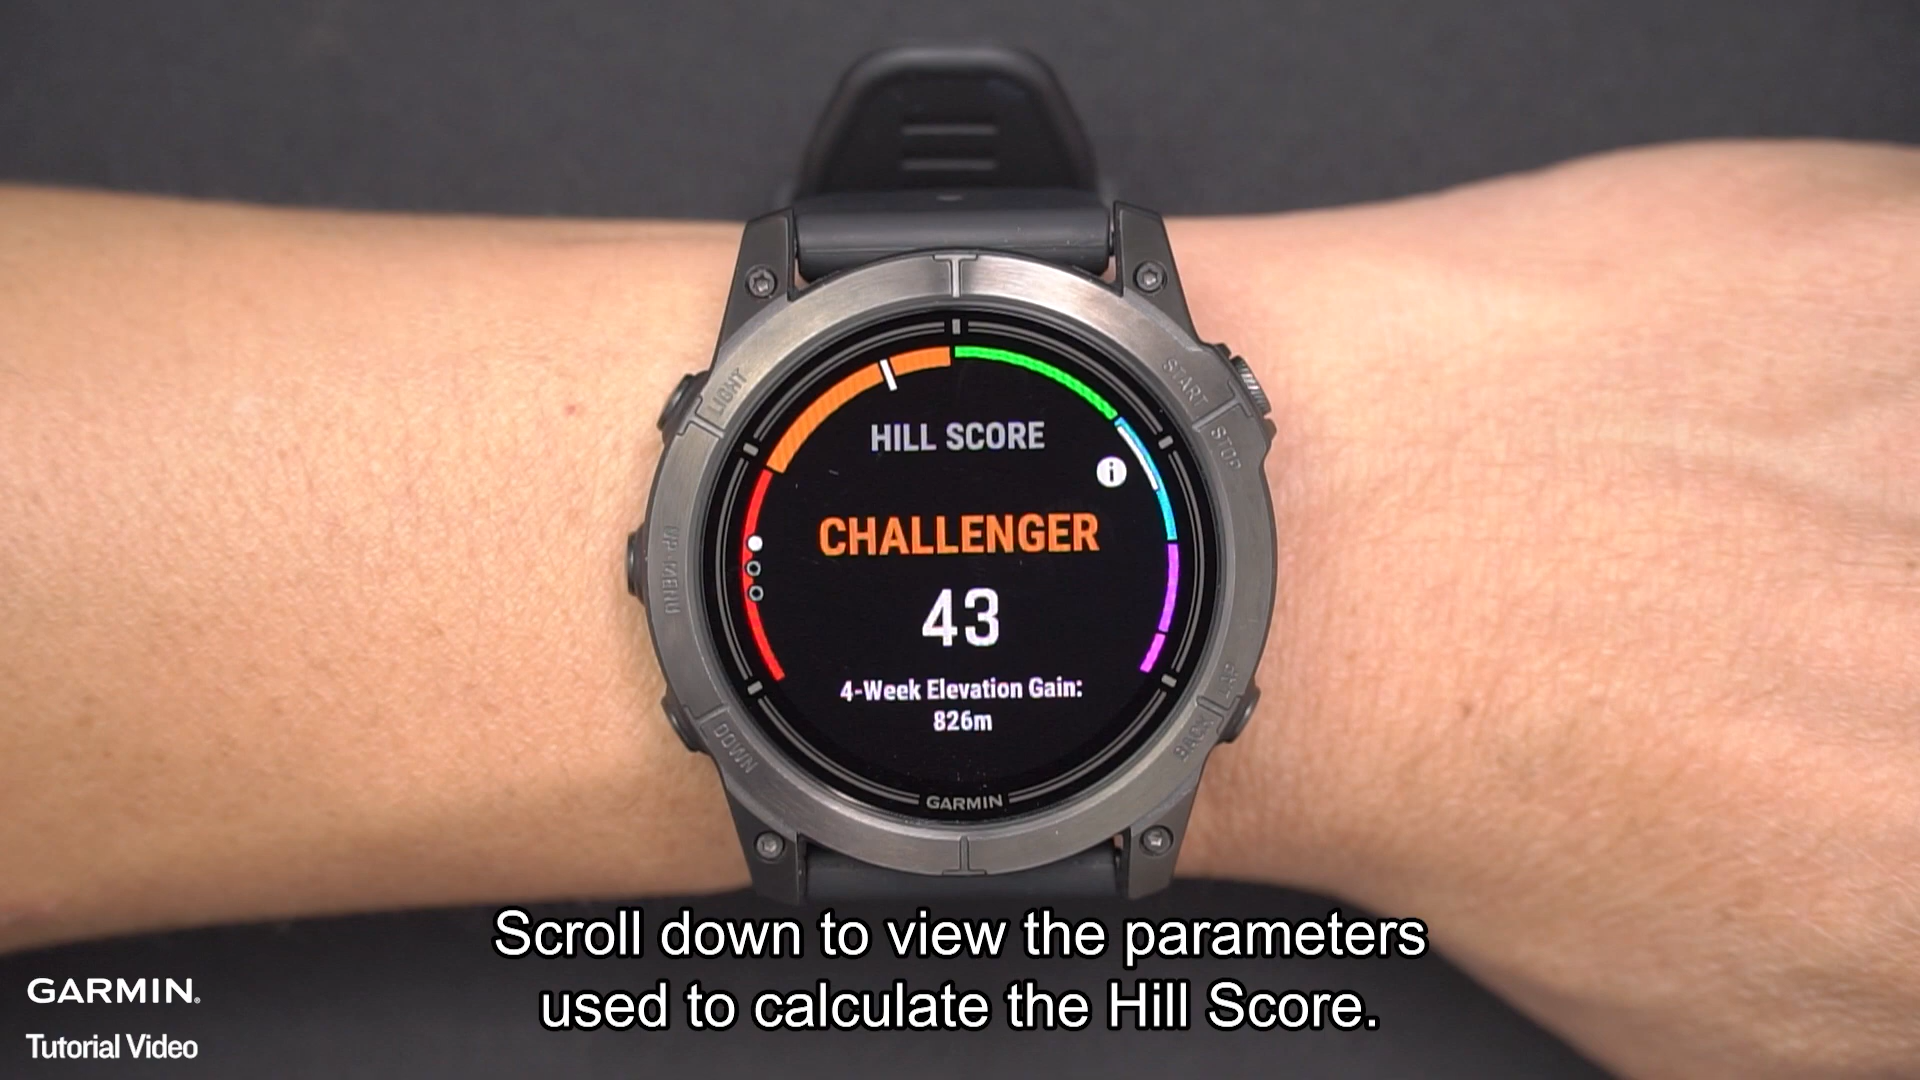 LIGHT
START
STOP
HILL SCORE
i
CHALLENGER
UP·MENU
43
4-Week Elevation Gain:
826m
LAP
DOWN
BACK
GARMIN
Scroll down to view the parameters
used to calculate the Hill Score.
GARMIN.
Tutorial Video